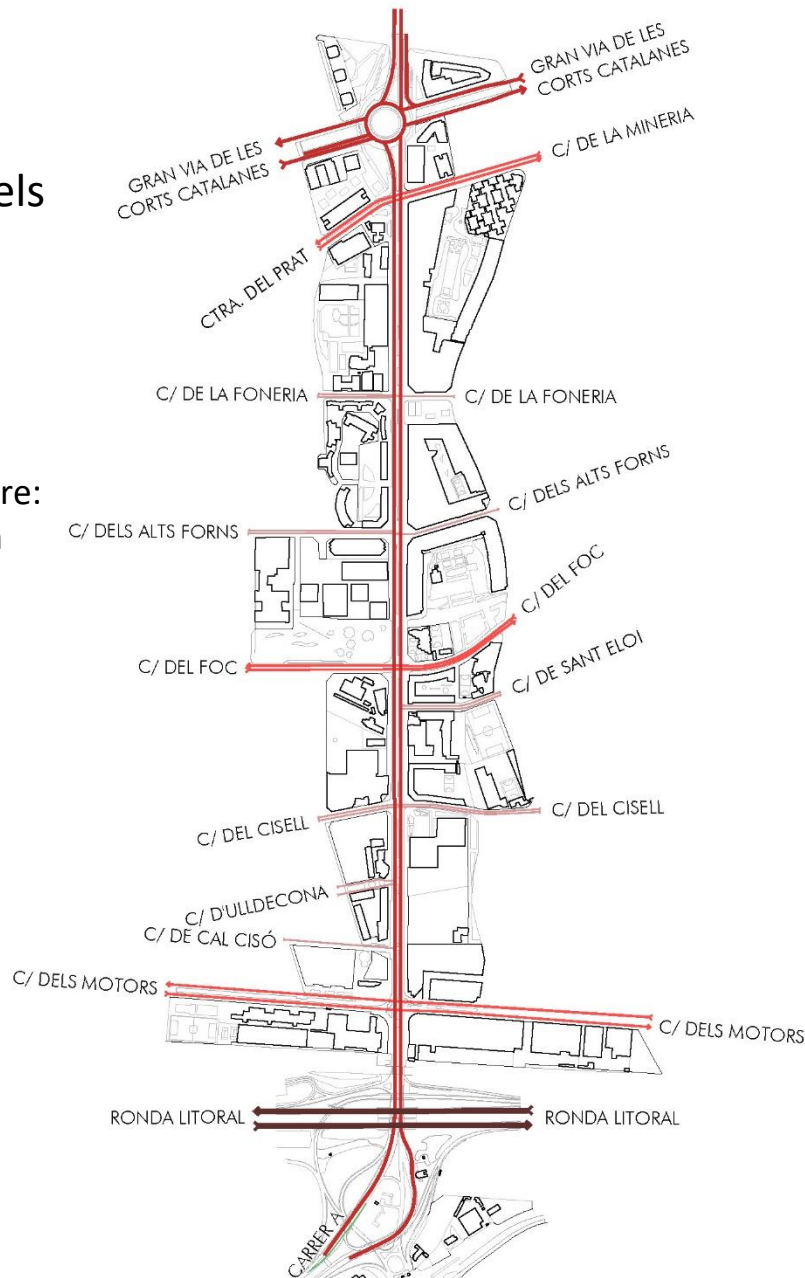 GRAN VIA DE LES
CORTS CATALANES
C/ DE LA MINERIA
GRAN VIA DE LES
CORTS CATALANES
els
CTRA. DEL PRAT
C/ DE LA FONERIA
C/ DE LA FONERIA
C/ DELS ALTS FORNS
re:
C/ DELS ALTS FORNS
C/ DEL FOC
C/ DEL FOC
C/ DE SANT ELOI
C/ DEL CISELL
C/ DEL CISELL
C/ D'ULLDECONA
C/ DE CAL CISÓ
C/ DELS MOTORS
C/ DELS MOTORS
RONDA LITORAL
RONDA LITORAL
CARRER A